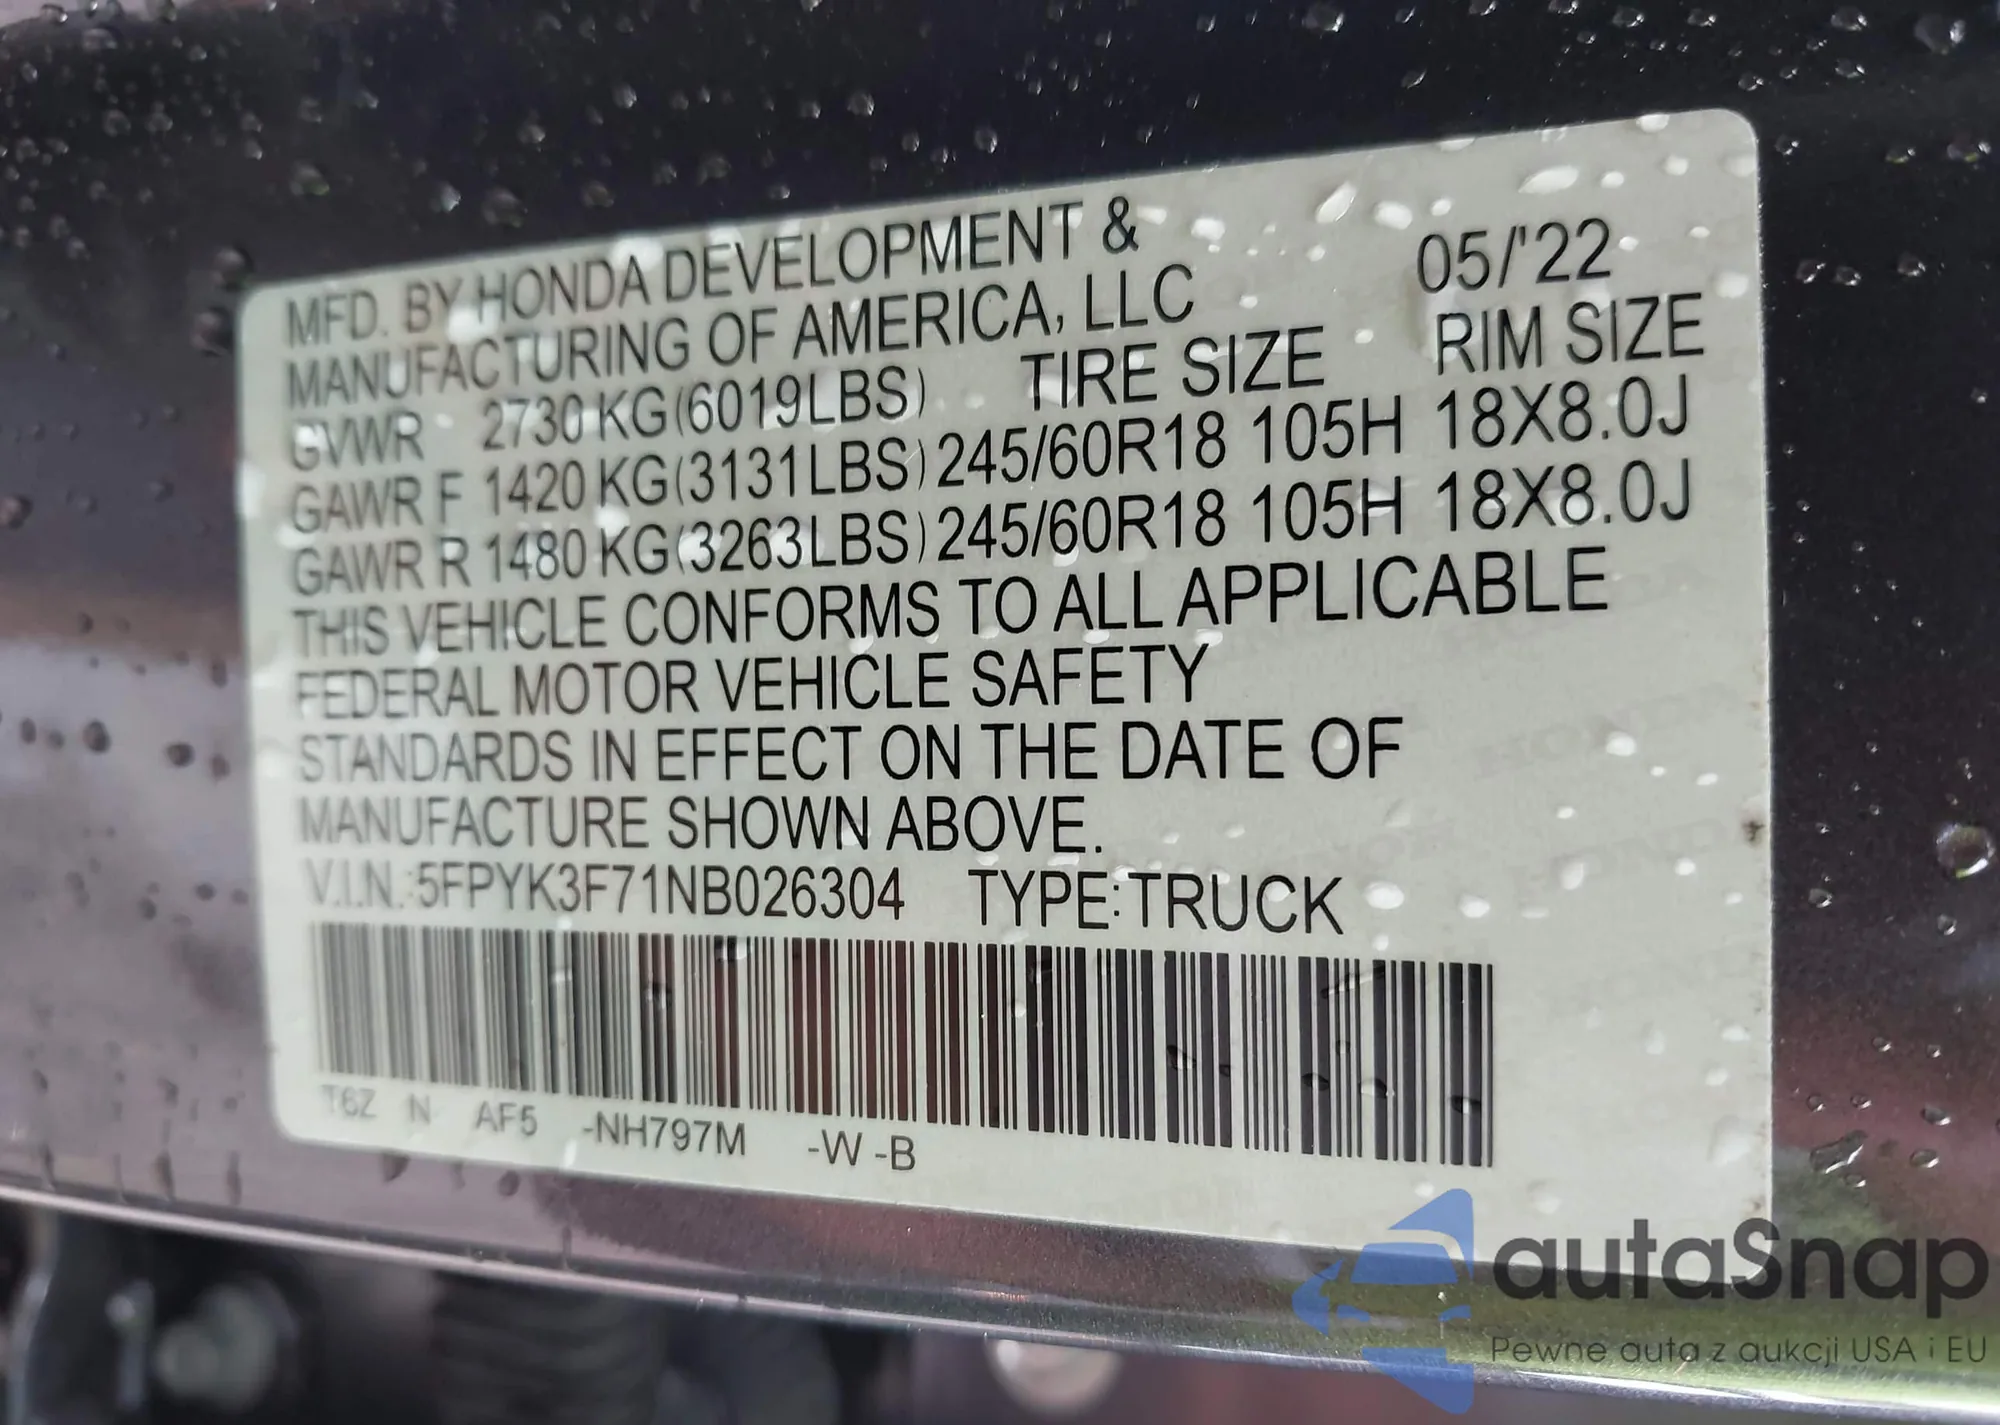 MFD. BY HONDA DEVELOPMENT &
MANUFACTURING OF AMERICA, LLC 05/'22
GVWR 2730 KG(6019LBS) TIRE SIZE RIM SIZE
GAWR F 1420 KG(3131LBS) 245/60R18 105H 18X8.0J
GAWR R 1480 KG(3263LBS) 245/60R18 105H 18X8.0J
THIS VEHICLE CONFORMS TO ALL APPLICABLE
FEDERAL MOTOR VEHICLE SAFETY
STANDARDS IN EFFECT ON THE DATE OF
MANUFACTURE SHOWN ABOVE.
V.I.N.:5FPYK3F71NB026304 TYPE:TRUCK
T6Z N AF5 -NH797M -W -B
autaSnap
Pewne auta z aukcji USA i EU